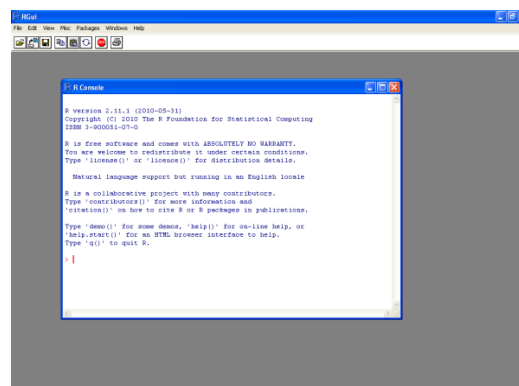 RGui
File Edit View Misc Packages Windows Help
STOP
R Console
R version 2.11.1 (2010-05-31)
Copyright (C) 2010 The R Foundation for Statistical Computing
ISBN 3-900051-07-0
R is free software and comes with ABSOLUTELY NO WARRANTY.
You are welcome to redistribute it under certain conditions.
Type 'license()' or 'licence()' for distribution details.
Natural language support but running in an English locale
R is a collaborative project with many contributors.
Type 'contributors()' for more information and
'citation()' on how to cite R or R packages in publications.
Type 'demo()' for some demos, 'help()' for on-line help, or
'help.start()' for an HTML browser interface to help.
Type 'q()' to quit R.
>